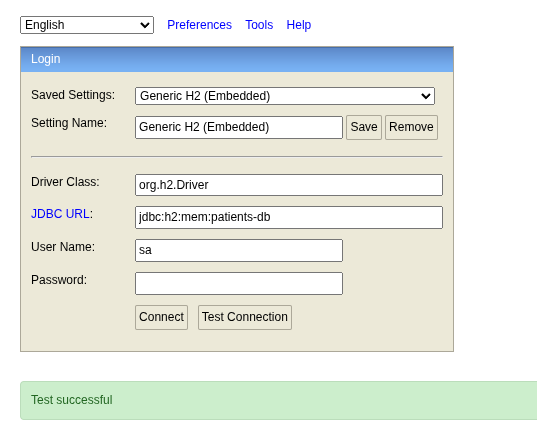 English Preferences Tools Help
Login
Saved Settings: Generic H2 (Embedded)
Setting Name: Generic H2 (Embedded) Save Remove
Driver Class: org.h2.Driver
JDBC URL: jdbc:h2:mem:patients-db
User Name: sa
Password:
Connect Test Connection
Test successful